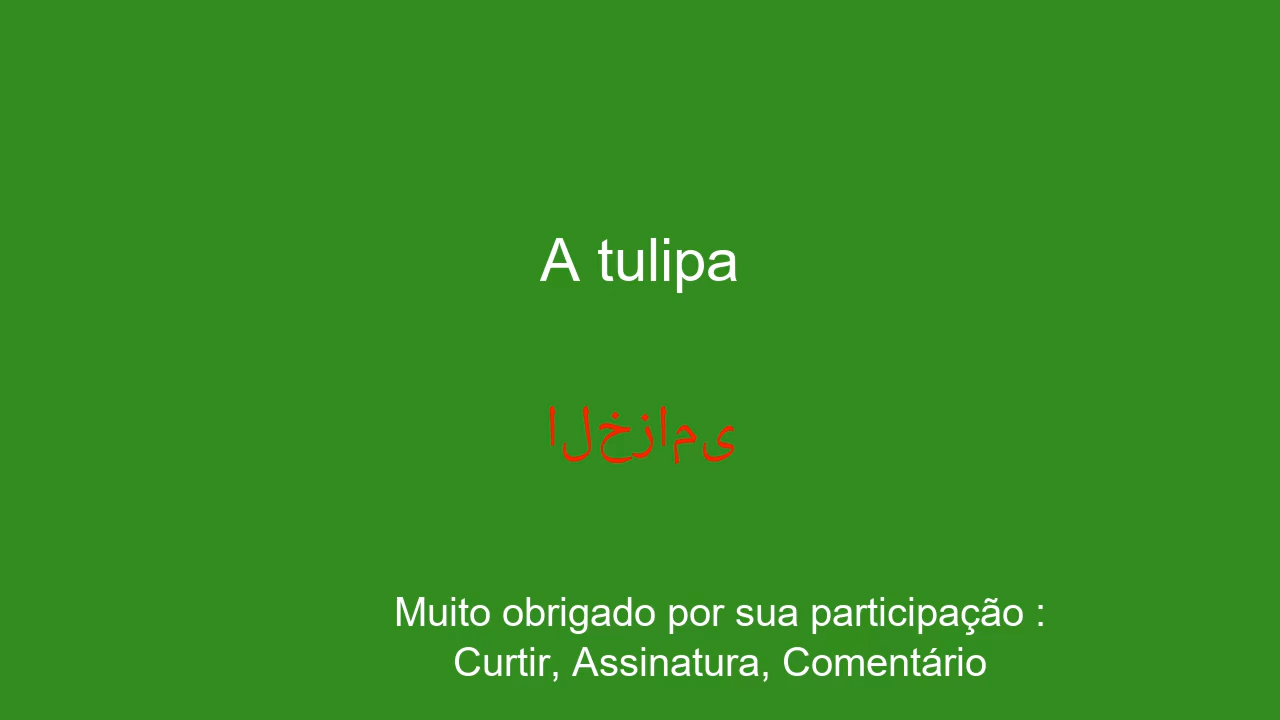 A tulipa
الخزامى
Muito obrigado por sua participação :
Curtir, Assinatura, Comentário